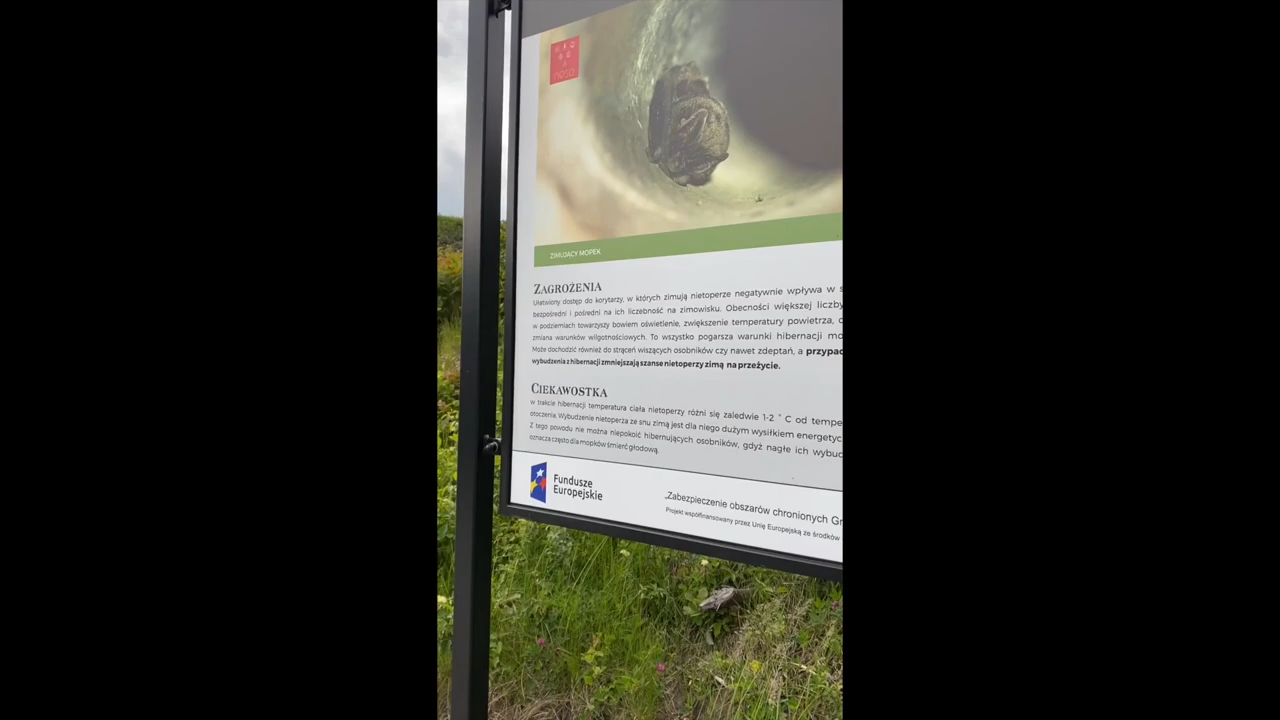 neso
ZIMUJĄCY MOPEK
ZAGROŻENIA
Ułatwiony dostęp do korytarzy, w których zimują nietoperze negatywnie wpływa w s
bezpośredni i pośredni na ich liczebność na zimowisku. Obecności większej liczby
w podziemiach towarzyszy bowiem oświetlenie, zwiększenie temperatury powietrza,
zmiana warunków wilgotnościowych. To wszystko pogarsza warunki hibernacji mo
Może dochodzić również do strąceń wiszących osobników czy nawet zdeptań, a przypad
wybudzenia z hibernacji zmniejszają szanse nietoperzy zimą na przeżycie.
CIEKAWOSTKA
w trakcie hibernacji temperatura ciała nietoperzy różni się zaledwie 1-2 ° C od tempe
otoczenia. Wybudzenie nietoperza ze snu zimą jest dla niego dużym wysiłkiem energetyc
Z tego powodu nie można niepokoić hibernujących osobników, gdyż nagłe ich wybud
oznacza często dla mopków śmierć głodową.
Fundusze
Europejskie
„Zabezpieczenie obszarów chronionych Gr
Projekt współfinansowany przez Unię Europejską ze środków